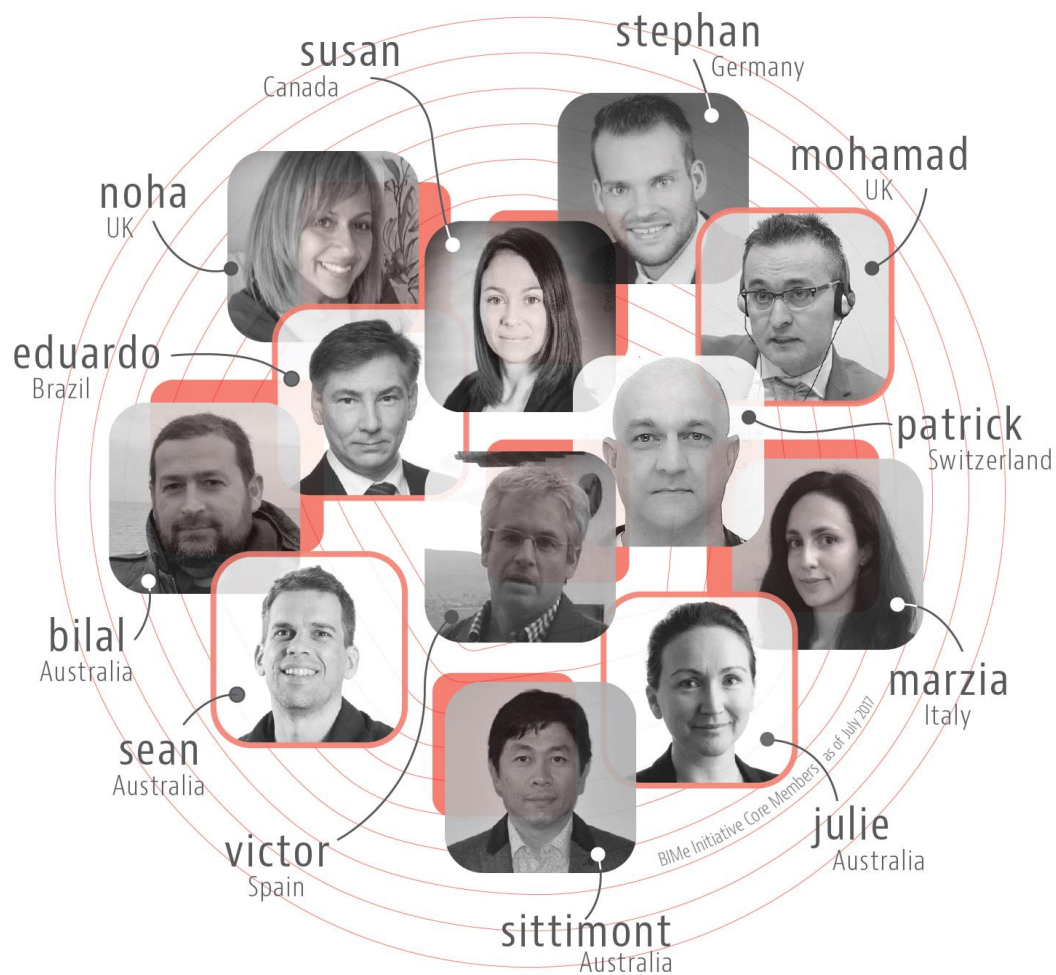 stephan
Germany
susan
Canada
mohamad
UK
noha
UK
eduardo
Brazil
patrick
Switzerland
bilal
Australia
marzia
Italy
sean
Australia
BIMe Initiative Core Members, as of July 2017
julie
Australia
victor
Spain
sittimont
Australia